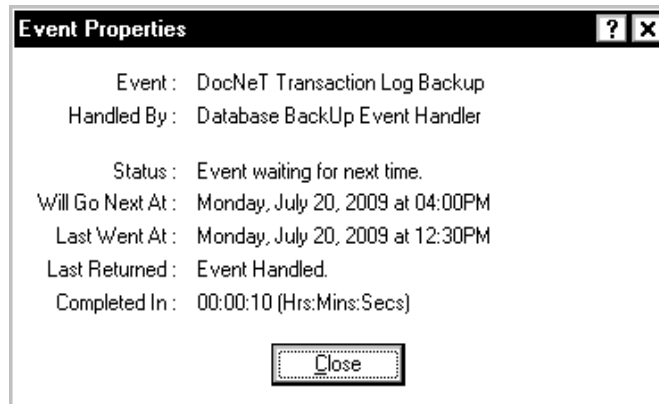 Event Properties
Event : DocNeT Transaction Log Backup
Handled By : Database BackUp Event Handler
Status : Event waiting for next time.
Will Go Next At : Monday, July 20, 2009 at 04:00PM
Last Went At : Monday, July 20, 2009 at 12:30PM
Last Returned : Event Handled.
Completed In : 00:00:10 (Hrs:Mins:Secs)
Close